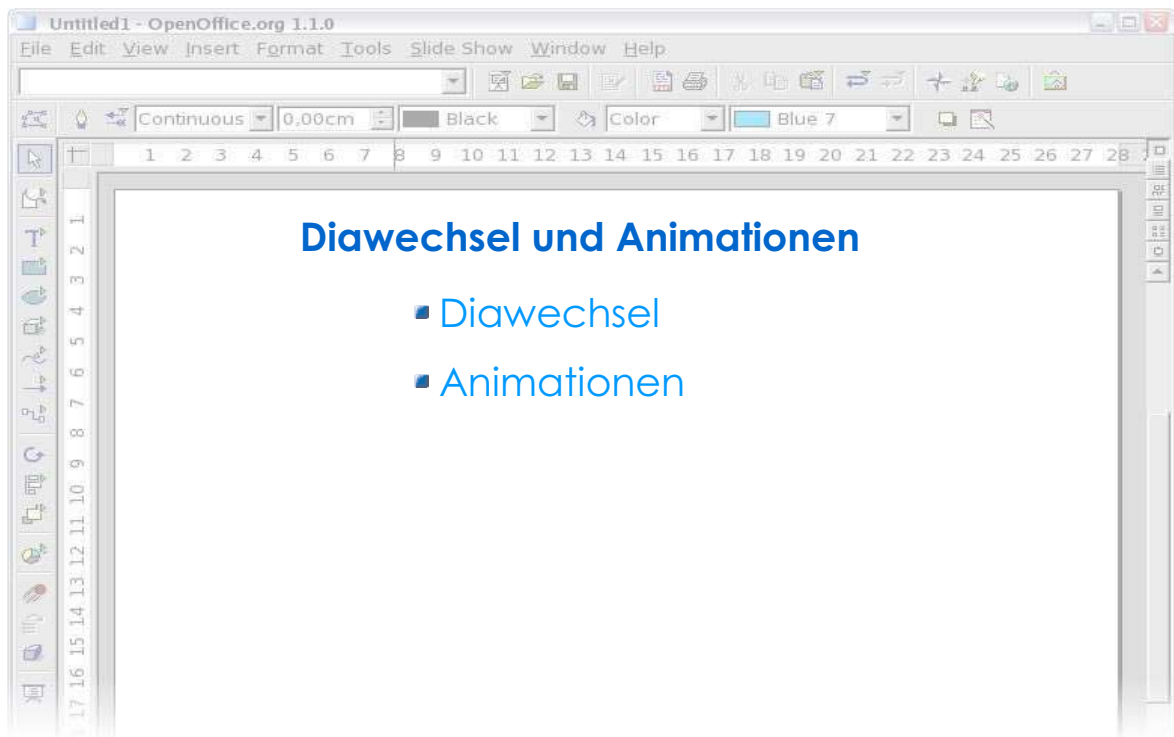 Untitled1 - OpenOffice.org 1.1.0
File Edit View Insert Format Tools Slide Show Window Help
Continuous 0,00cm Black Color Blue 7
1 2 3 4 5 6 7 8 9 10 11 12 13 14 15 16 17 18 19 20 21 22 23 24 25 26 27 28
1 2 3 4 5 6 7 8 9 10 11 12 13 14 15 16 17
Diawechsel und Animationen
Diawechsel
Animationen